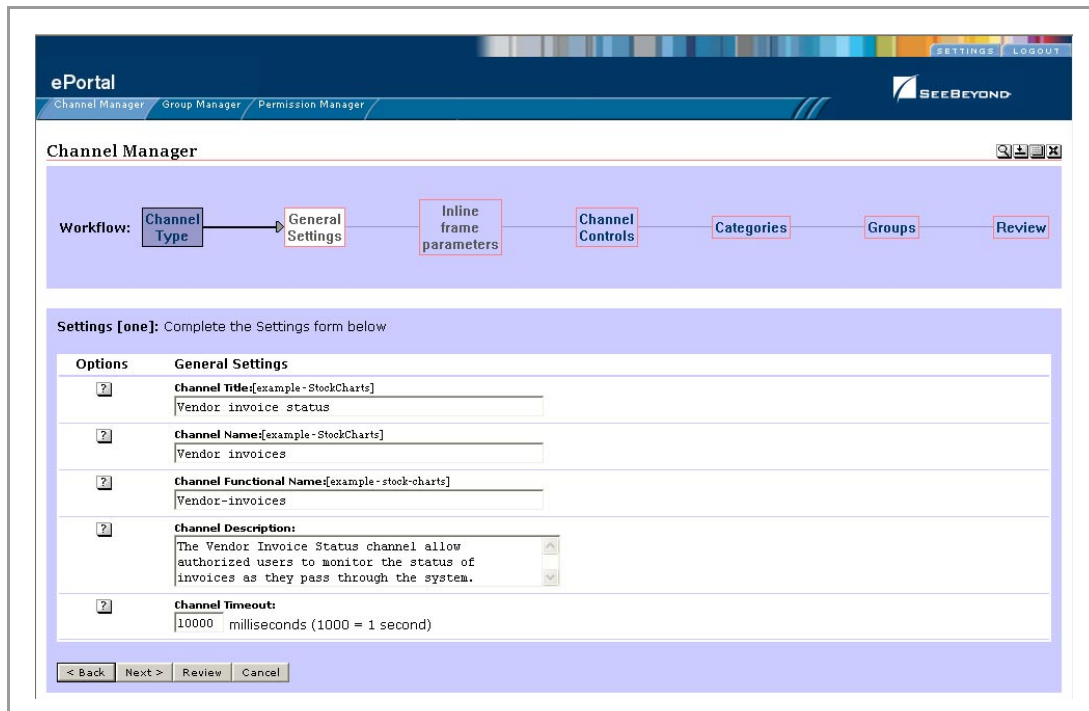 SETTINGS LOGOUT
ePortal
SEEBEYOND
Channel Manager Group Manager Permission Manager
Channel Manager
Workflow:
Channel
Type
General
Settings
Inline
frame
parameters
Channel
Controls
Categories
Groups
Review
Settings [one]: Complete the Settings form below
Options General Settings
? Channel Title:[example-StockCharts]
Vendor invoice status
? Channel Name:[example-StockCharts]
Vendor invoices
? Channel Functional Name:[example-stock-charts]
Vendor-invoices
? Channel Description:
The Vendor Invoice Status channel allow
authorized users to monitor the status of
invoices as they pass through the system.
? Channel Timeout:
10000 milliseconds (1000 = 1 second)
< Back Next > Review Cancel